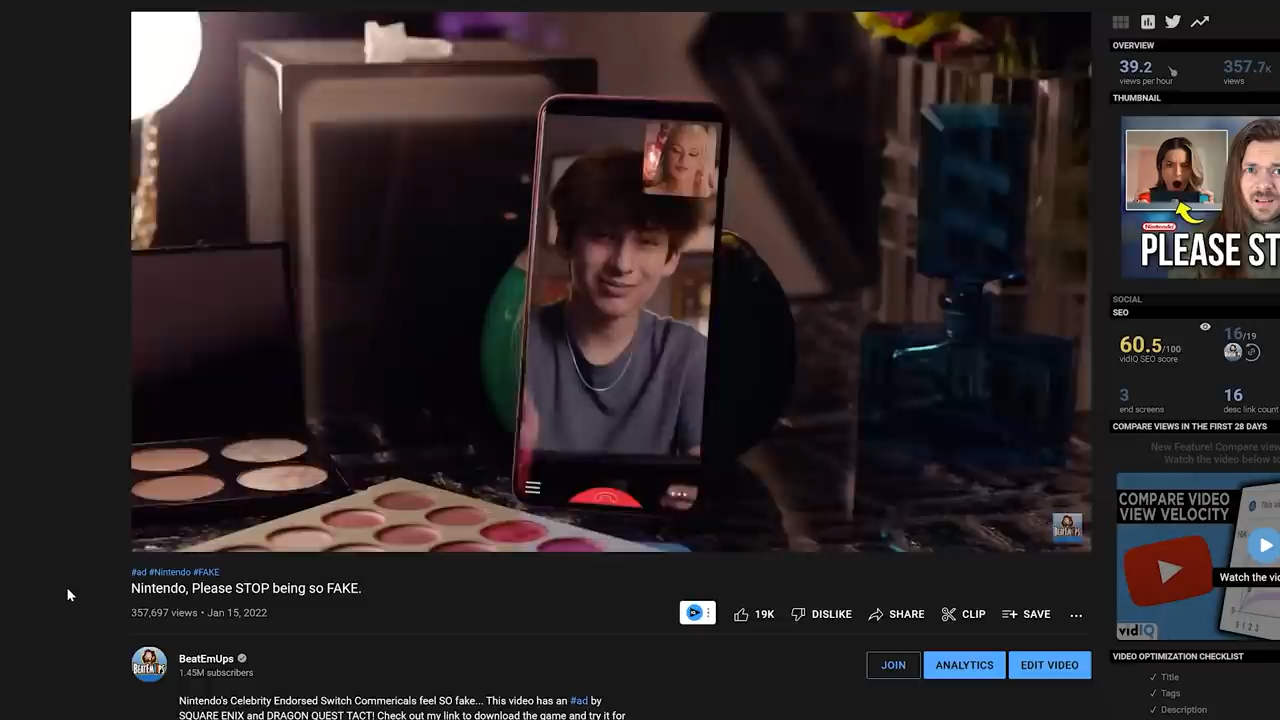 OVERVIEW
39.2
views per hour
357.7K
views
THUMBNAIL
Nintendo
PLEASE ST
SOCIAL
SEO
60.5/100
vidIQ SEO score
16/19
3
end screens
16
desc link count
COMPARE VIEWS IN THE FIRST 28 DAYS
New Feature! Compare view
Watch the video below to
COMPARE VIDEO
VIEW VELOCITY
Watch the vid
vidIQ
VIDEO OPTIMIZATION CHECKLIST
✓ Title
✓ Tags
✓ Description
BEATEMUPS
#ad #Nintendo #FAKE
Nintendo, Please STOP being so FAKE.
357,697 views • Jan 15, 2022
19K
DISLIKE
SHARE
CLIP
SAVE
BEATEMUPS
BeatEmUps
1.45M subscribers
JOIN
ANALYTICS
EDIT VIDEO
Nintendo's Celebrity Endorsed Switch Commericals feel SO fake... This video has an #ad by
SQUARE ENIX and DRAGON QUEST TACT! Check out my link to download the game and try it for